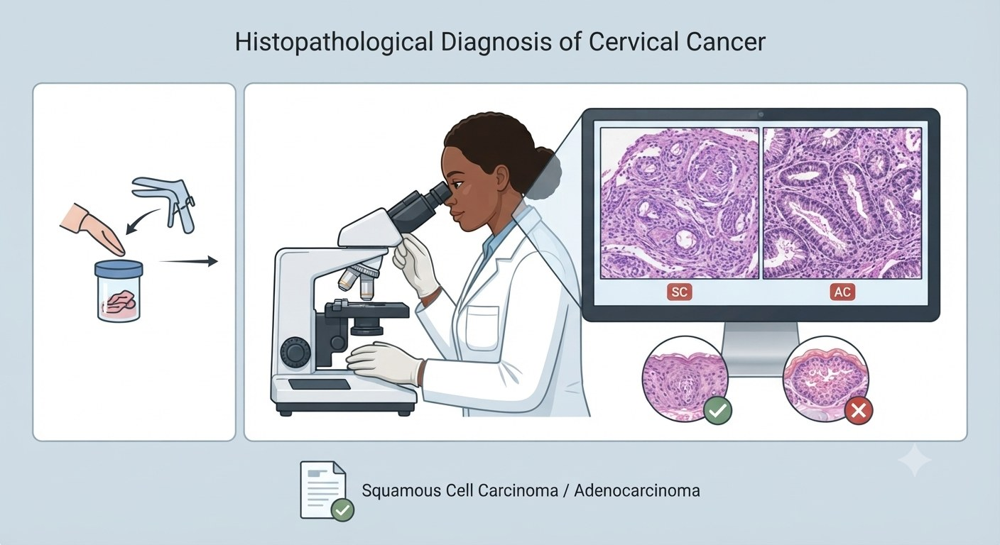 Histopathological Diagnosis of Cervical Cancer
SC
AC
Squamous Cell Carcinoma / Adenocarcinoma